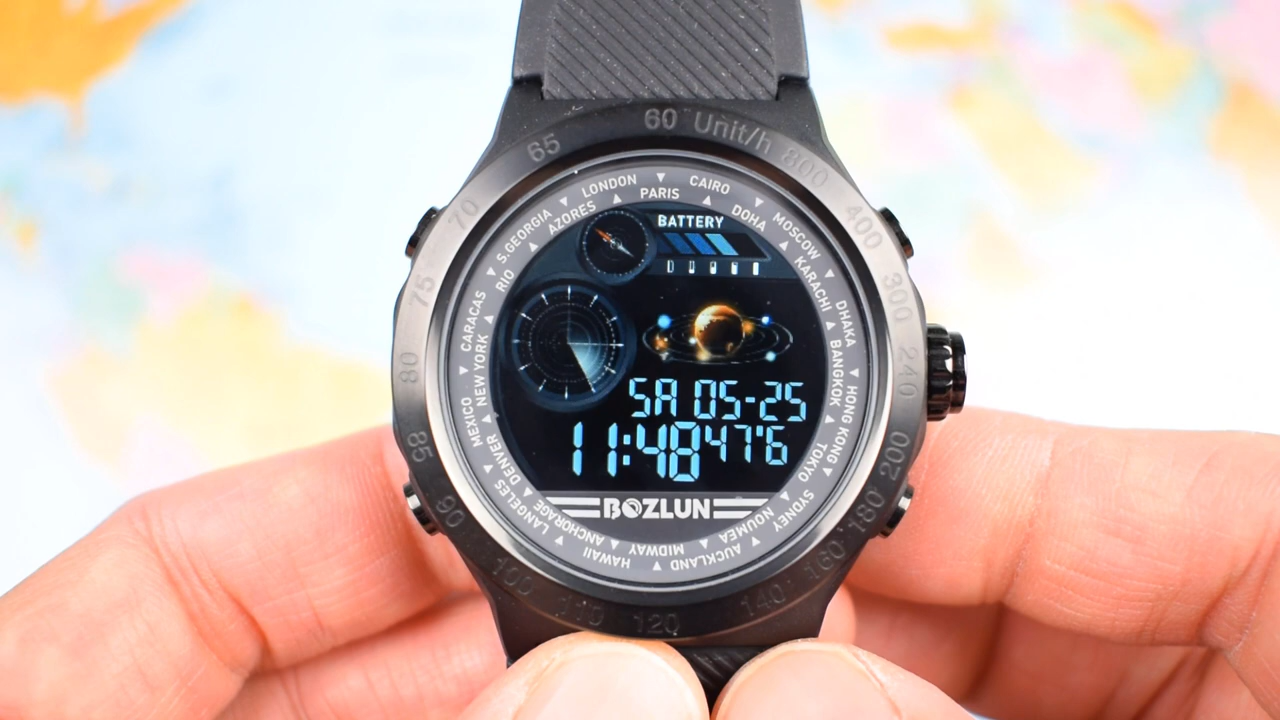 60 Unit/h
800
400
300
240
200
180
160
140
120
110
100
90
85
80
75
70
65
LONDON
PARIS
CAIRO
DOHA
MOSCOW
KARACHI
DHAKA
BANGKOK
HONG KONG
TOKYO
SYDNEY
NOUMEA
AUCKLAND
MIDWAY
HAWAII
ANCHORAGE
L'ANGELES
DENVER
MEXICO
NEW YORK
CARACAS
RIO
S.GEORGIA
AZORES
BATTERY
SA 05-25
11:48 47'6
BOZLUN